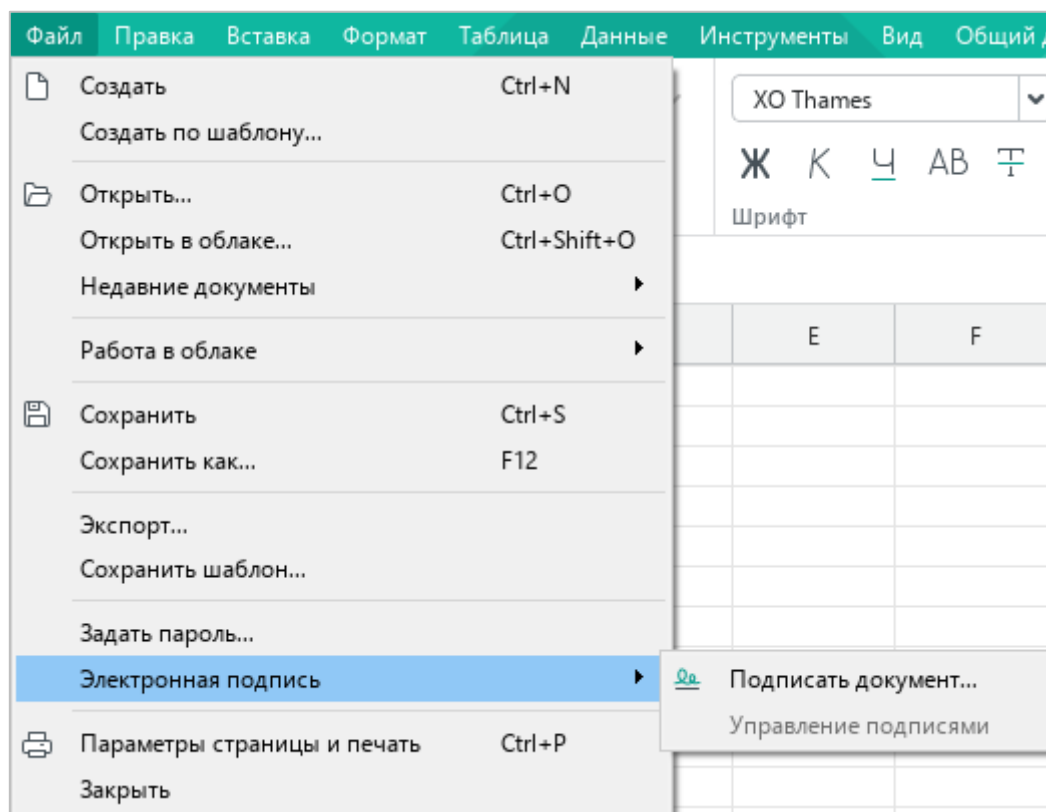 Файл Правка Вставка Формат Таблица Данные Инструменты Вид Общий
Создать Ctrl+N
Создать по шаблону...
Открыть... Ctrl+O
Открыть в облаке... Ctrl+Shift+O
Недавние документы
Работа в облаке
Сохранить Ctrl+S
Сохранить как... F12
Экспорт...
Сохранить шаблон...
Задать пароль...
Электронная подпись
Параметры страницы и печать Ctrl+P
Закрыть
XO Thames
Ж К Ч АВ Т
Шрифт
E F
Подписать документ...
Управление подписями